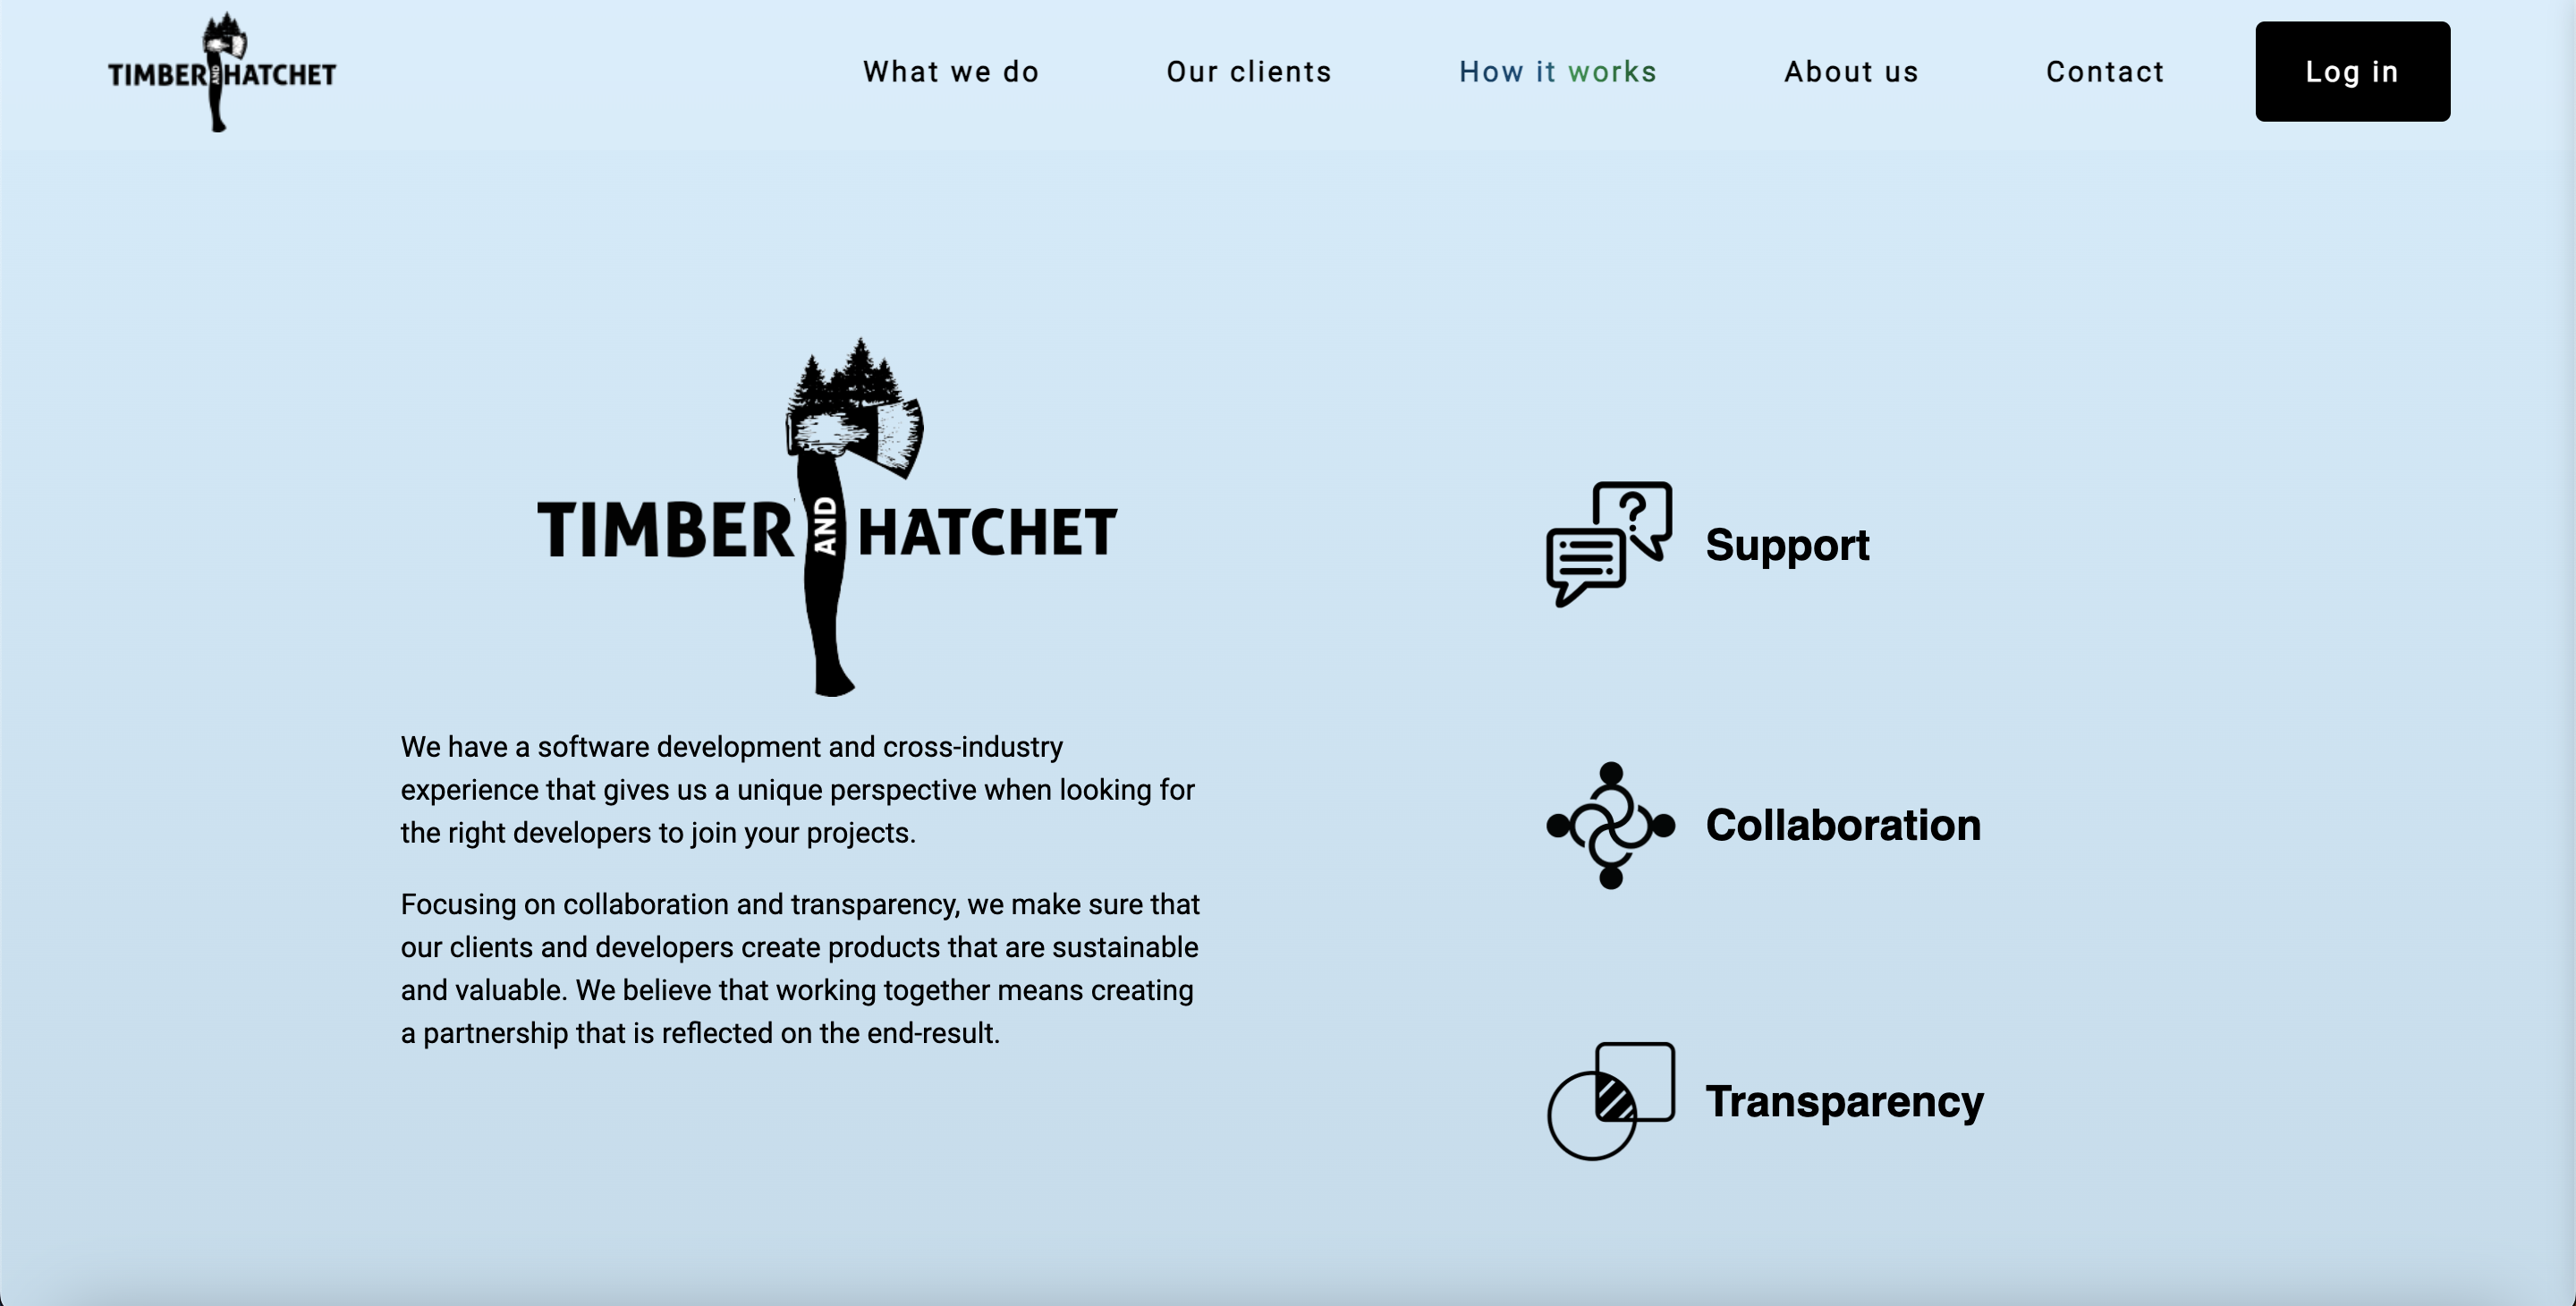 TIMBER AND HATCHET
What we do
Our clients
How it works
About us
Contact
Log in
TIMBER AND HATCHET
We have a software development and cross-industry
experience that gives us a unique perspective when looking for
the right developers to join your projects.
Focusing on collaboration and transparency, we make sure that
our clients and developers create products that are sustainable
and valuable. We believe that working together means creating
a partnership that is reflected on the end-result.
?
Support
Collaboration
Transparency